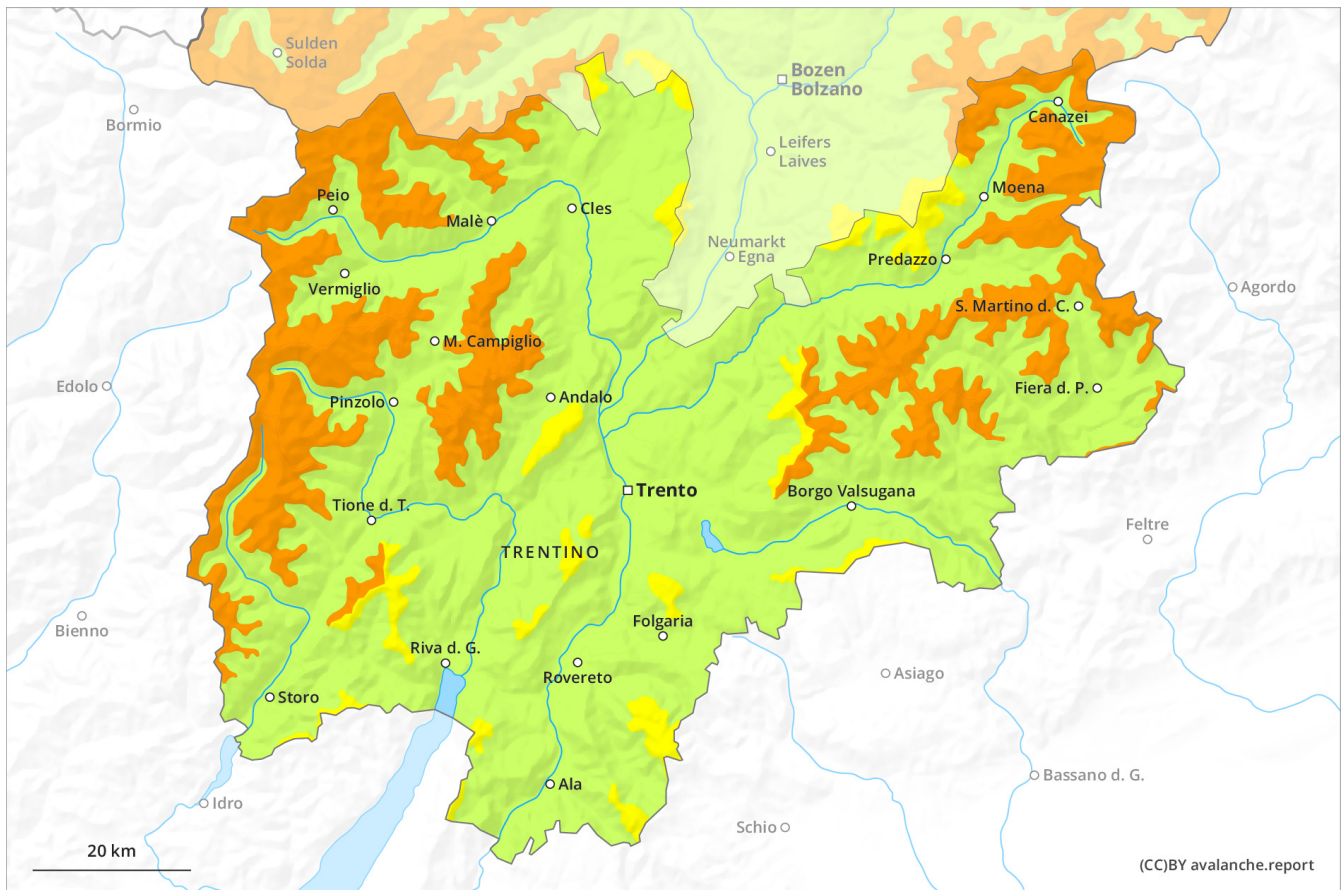 Sulden
Solda
Bozen
Bolzano
Bormio
Canazei
Leifers
Laives
Peio
Moena
Malè
Cles
Neumarkt
Egna
Predazzo
Vermiglio
Agordo
S. Martino d. C.
M. Campiglio
Edolo
Pinzolo
Andalo
Fiera d. P.
Trento
Borgo Valsugana
Tione d. T.
Feltre
TRENTINO
Bienno
Folgaria
Riva d. G.
Rovereto
Asiago
Storo
Ala
Bassano d. G.
Idro
Schio
20 km
(CC)BY avalanche.report